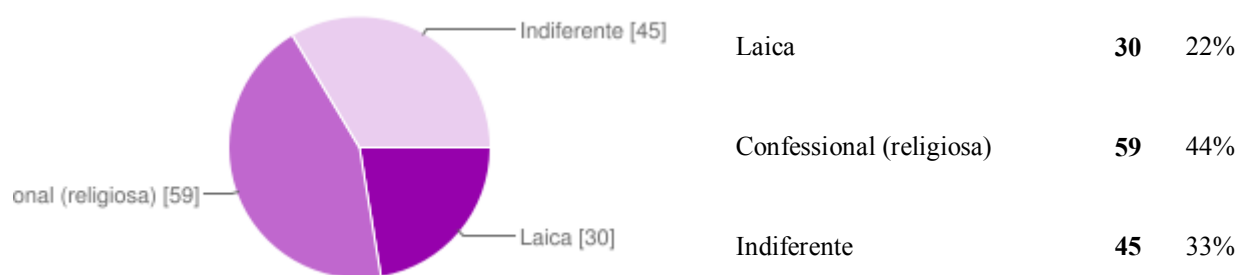 Indiferente [45]
onal (religiosa) [59]
Laica [30]
Laica 30 22%
Confessional (religiosa) 59 44%
Indiferente 45 33%